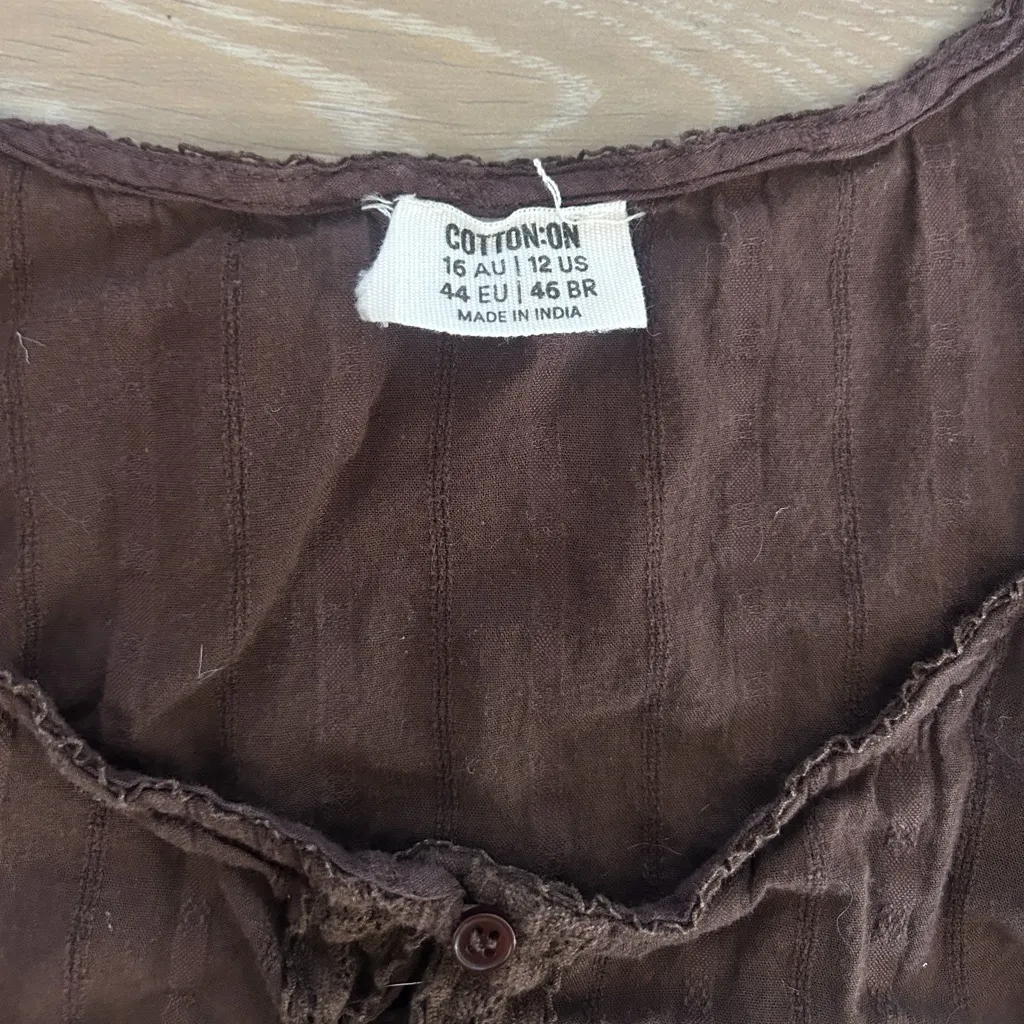 COTTON:ON
16 AU | 12 US
44 EU | 46 BR
MADE IN INDIA